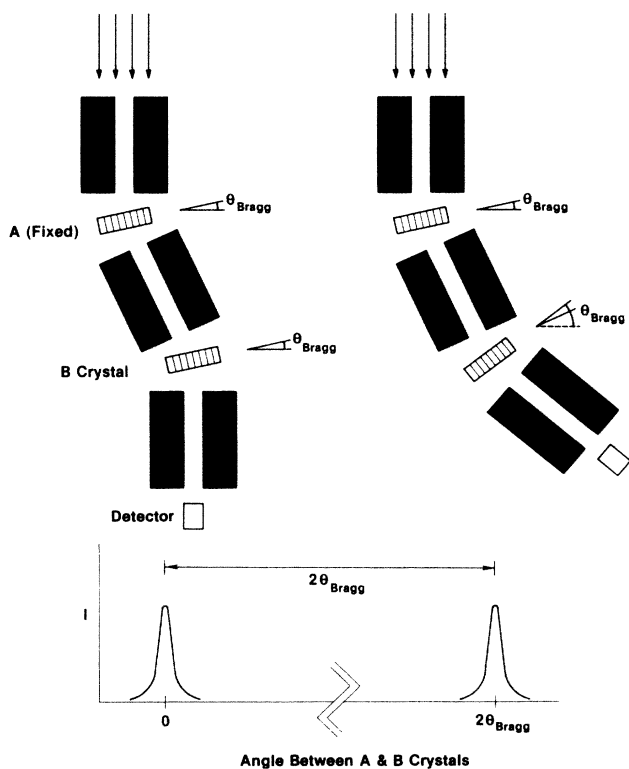 θBragg
θBragg
A (Fixed)
θBragg
θBragg
B Crystal
Detector
2θBragg
I
0
2θBragg
Angle Between A & B Crystals